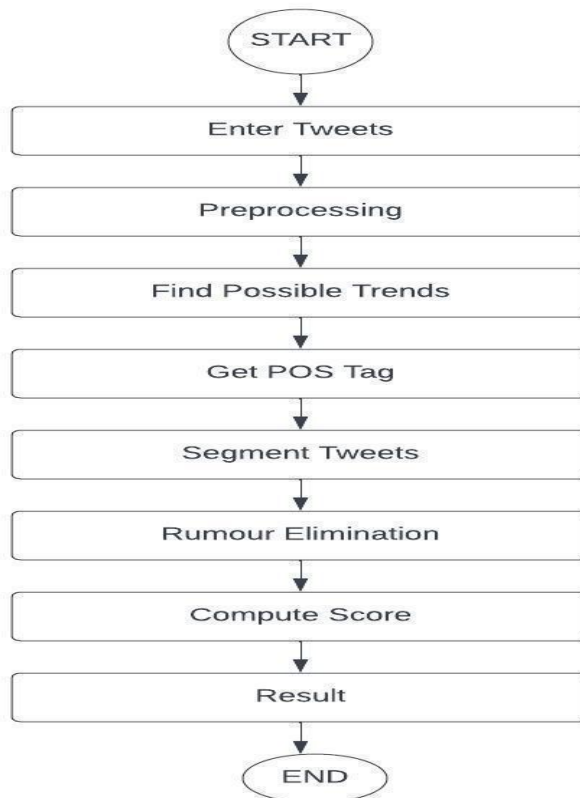 START
Enter Tweets
Preprocessing
Find Possible Trends
Get POS Tag
Segment Tweets
Rumour Elimination
Compute Score
Result
END